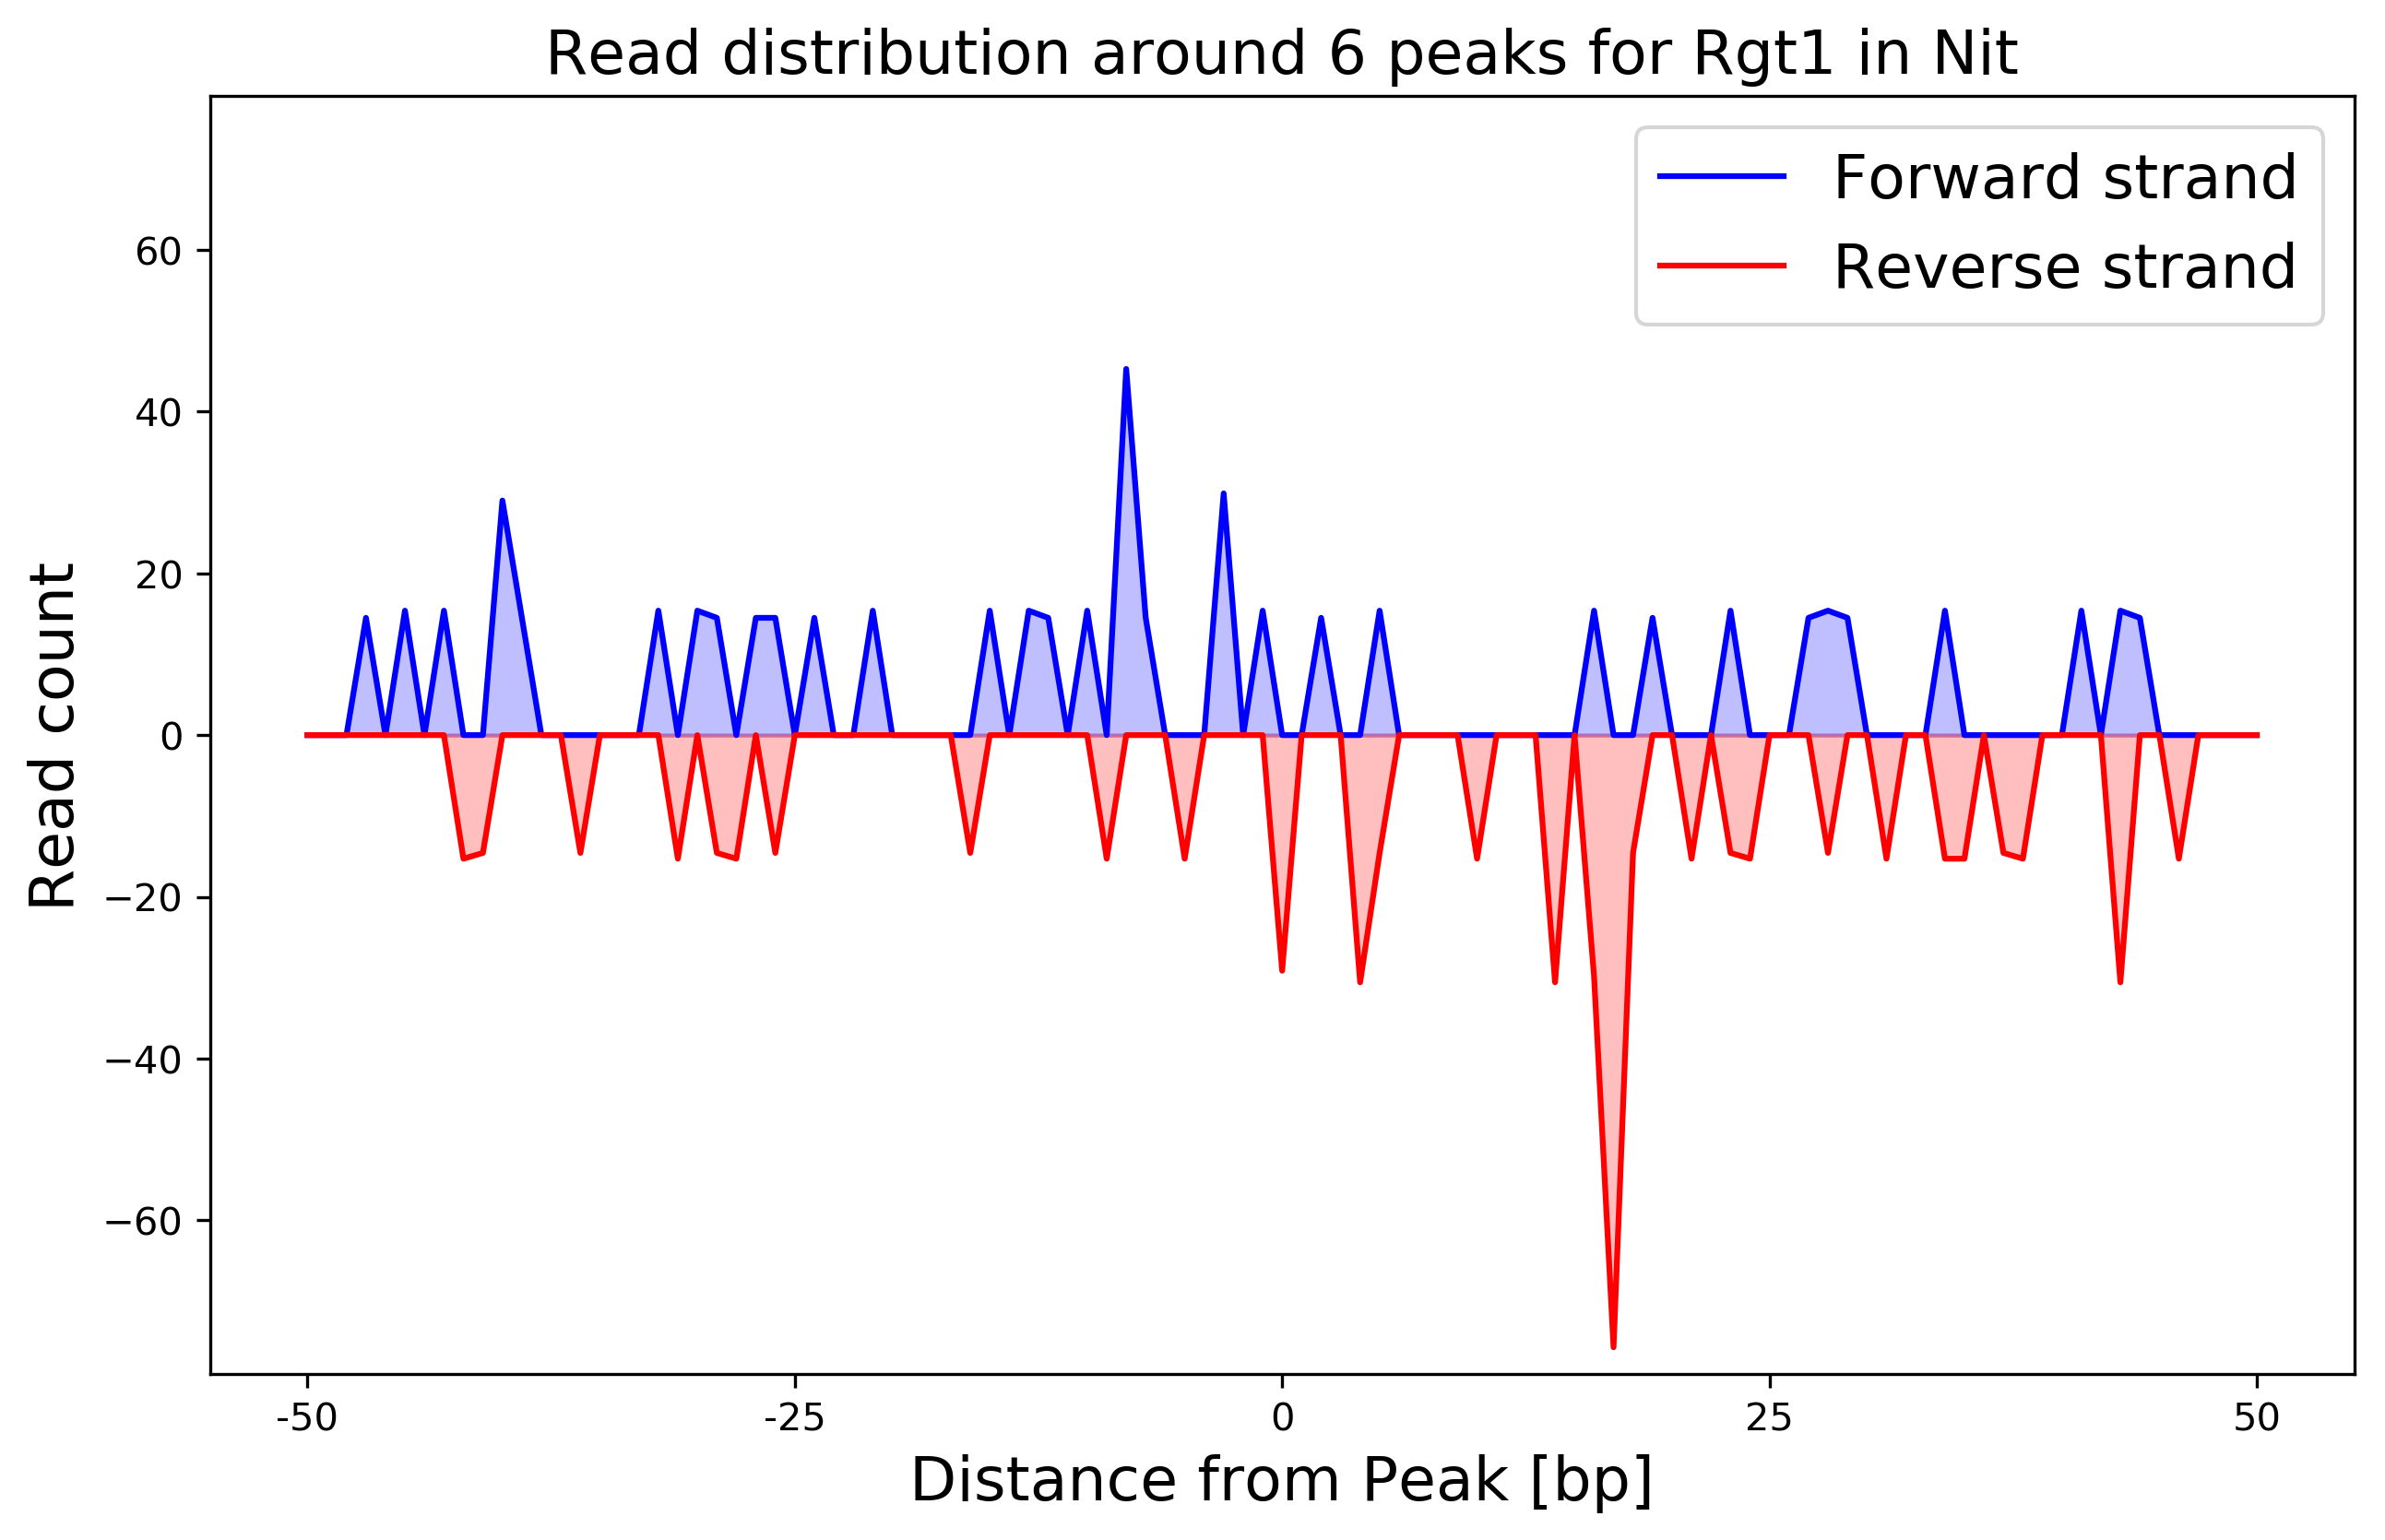 Read distribution around 6 peaks for Rgt1 in Nit
Forward strand
Reverse strand
60
40
20
0
−20
−40
−60
Read count
-50
-25
0
25
50
Distance from Peak [bp]